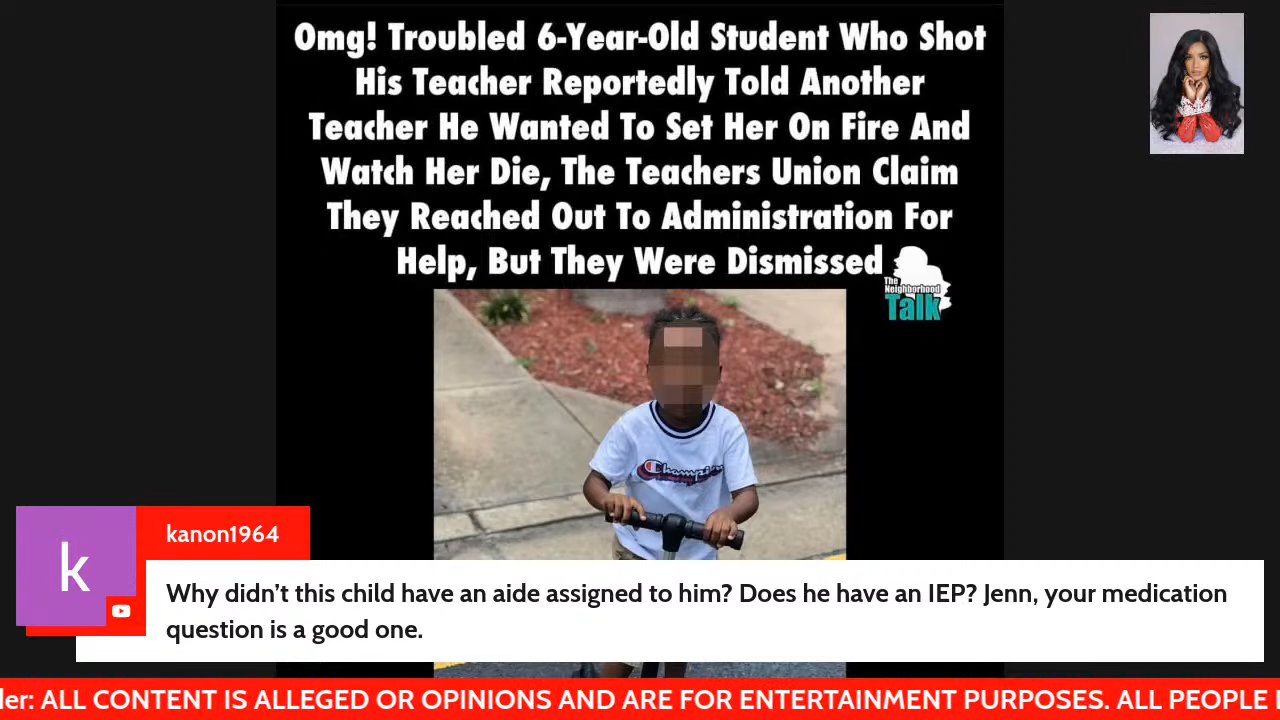 Omg! Troubled 6-Year-Old Student Who Shot
His Teacher Reportedly Told Another
Teacher He Wanted To Set Her On Fire And
Watch Her Die, The Teachers Union Claim
They Reached Out To Administration For
Help, But They Were Dismissed
The
Neighborhood
Talk
Champion
k
kanon1964
Why didn't this child have an aide assigned to him? Does he have an IEP? Jenn, your medication
question is a good one.
ler: ALL CONTENT IS ALLEGED OR OPINIONS AND ARE FOR ENTERTAINMENT PURPOSES. ALL PEOPLE